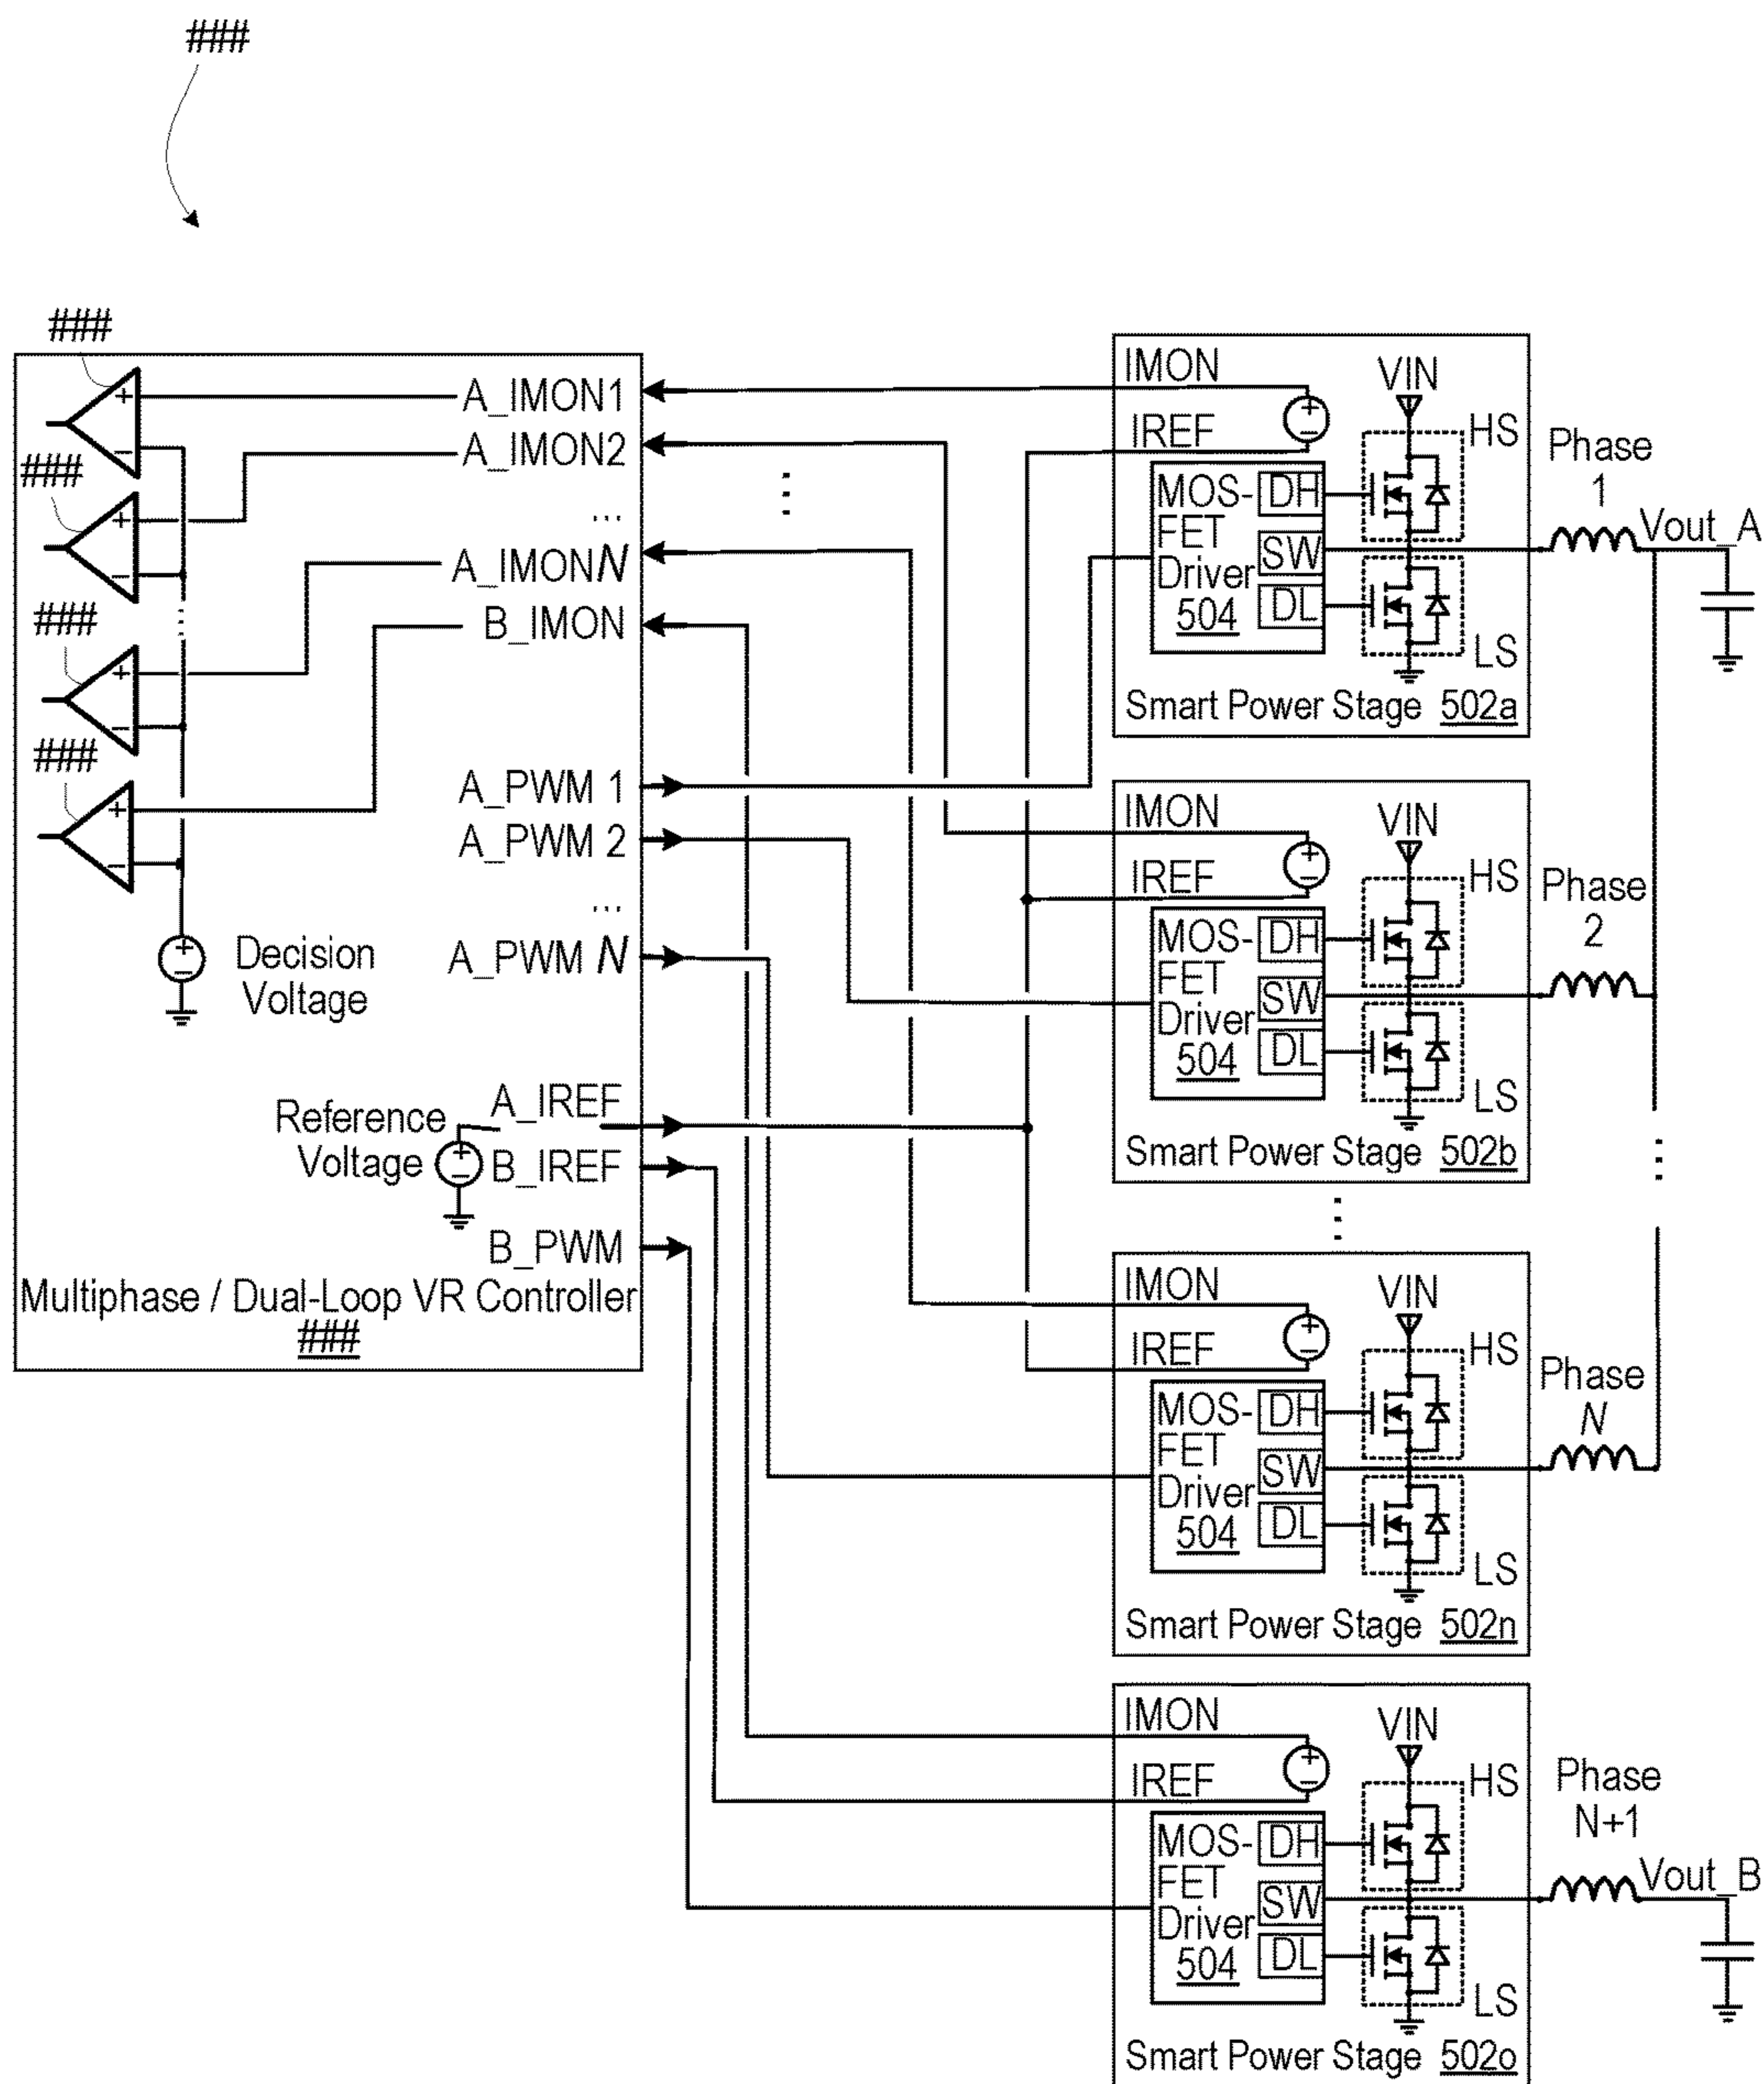 ###
###
A_IMON1
###
A_IMON2
...
A_IMONN
###
B_IMON
###
A_PWM 1
A_PWM 2
...
A_PWM N
Decision
Voltage
A_IREF
Reference
Voltage
B_IREF
B_PWM
Multiphase / Dual-Loop VR Controller
###
IMON
IREF
VIN
HS
MOS-
FET
Driver
504
DH
SW
DL
LS
Smart Power Stage 502a
Phase
1
Vout_A
IMON
IREF
VIN
HS
MOS-
FET
Driver
504
DH
SW
DL
LS
Smart Power Stage 502b
Phase
2
IMON
IREF
VIN
HS
MOS-
FET
Driver
504
DH
SW
DL
LS
Smart Power Stage 502n
Phase
N
IMON
IREF
VIN
HS
MOS-
FET
Driver
504
DH
SW
DL
LS
Smart Power Stage 502o
Phase
N+1
Vout_B